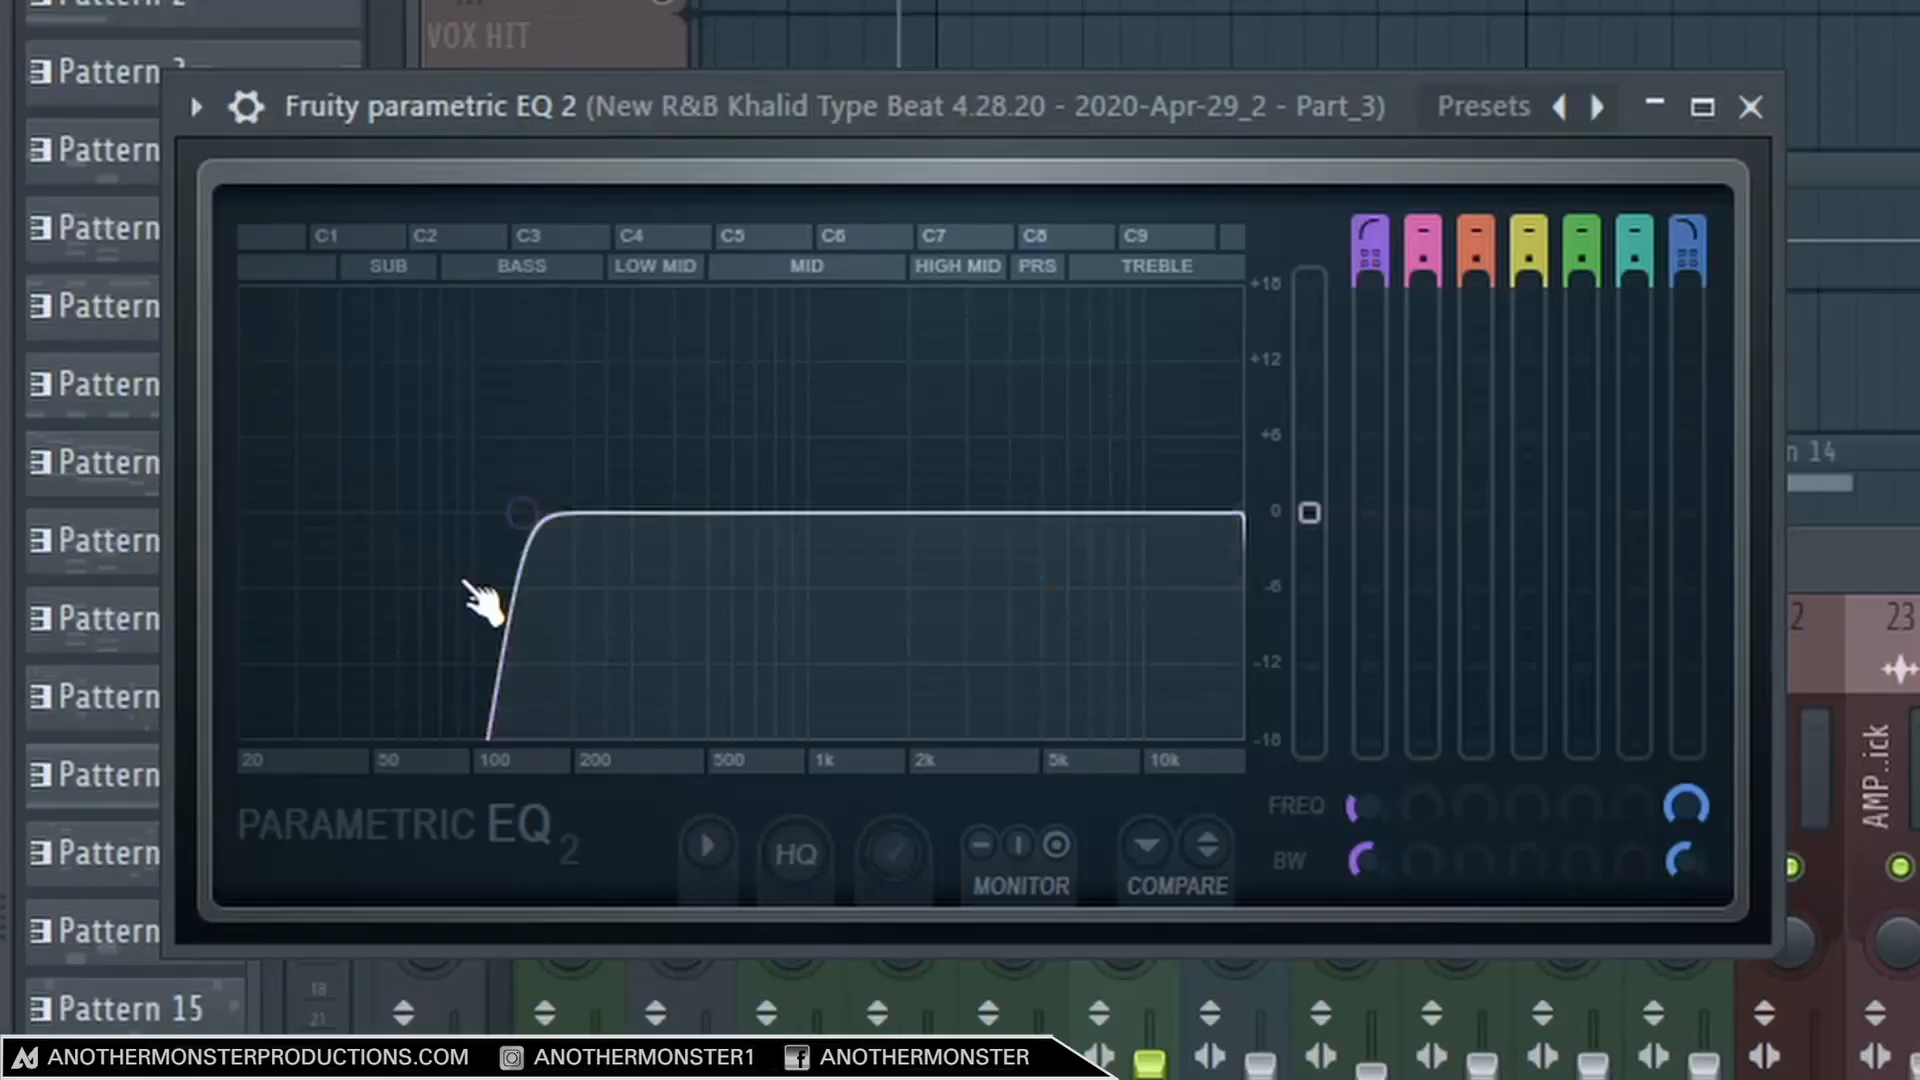 VOX HIT
Pattern
Fruity parametric EQ 2 (New R&B Khalid Type Beat 4.28.20 - 2020-Apr-29_2 - Part_3) Presets
Pattern
C1 C2 C3 C4 C5 C6 C7 C8 C9
SUB BASS LOW MID MID HIGH MID PRS TREBLE
Pattern
+18
Pattern
+12
Pattern
+6
Pattern
n 14
0
Pattern
-6
Pattern
2 23
-12
Pattern
-18
20 50 100 200 500 1k 2k 5k 10k
Pattern
AMP..ick
FREQ
PARAMETRIC EQ 2
HQ
Pattern
BW
MONITOR COMPARE
Pattern
18
Pattern 15
21
ANOTHERMONSTERPRODUCTIONS.COM ANOTHERMONSTER1 ANOTHERMONSTER